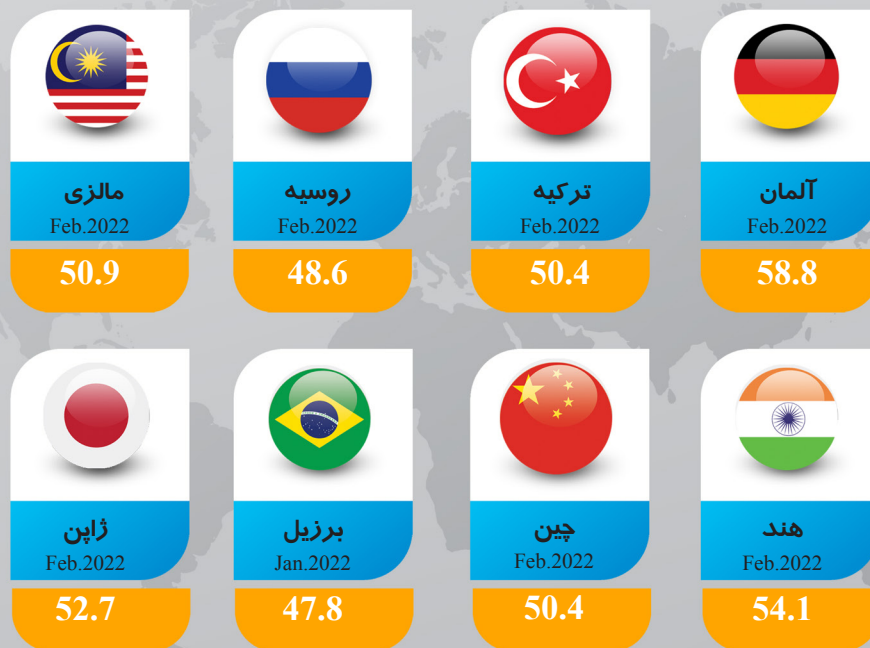 آلمان
Feb.2022
58.8
ترکیه
Feb.2022
50.4
روسیه
Feb.2022
48.6
مالزی
Feb.2022
50.9
هند
Feb.2022
54.1
چین
Feb.2022
50.4
برزیل
Jan.2022
47.8
ژاپن
Feb.2022
52.7